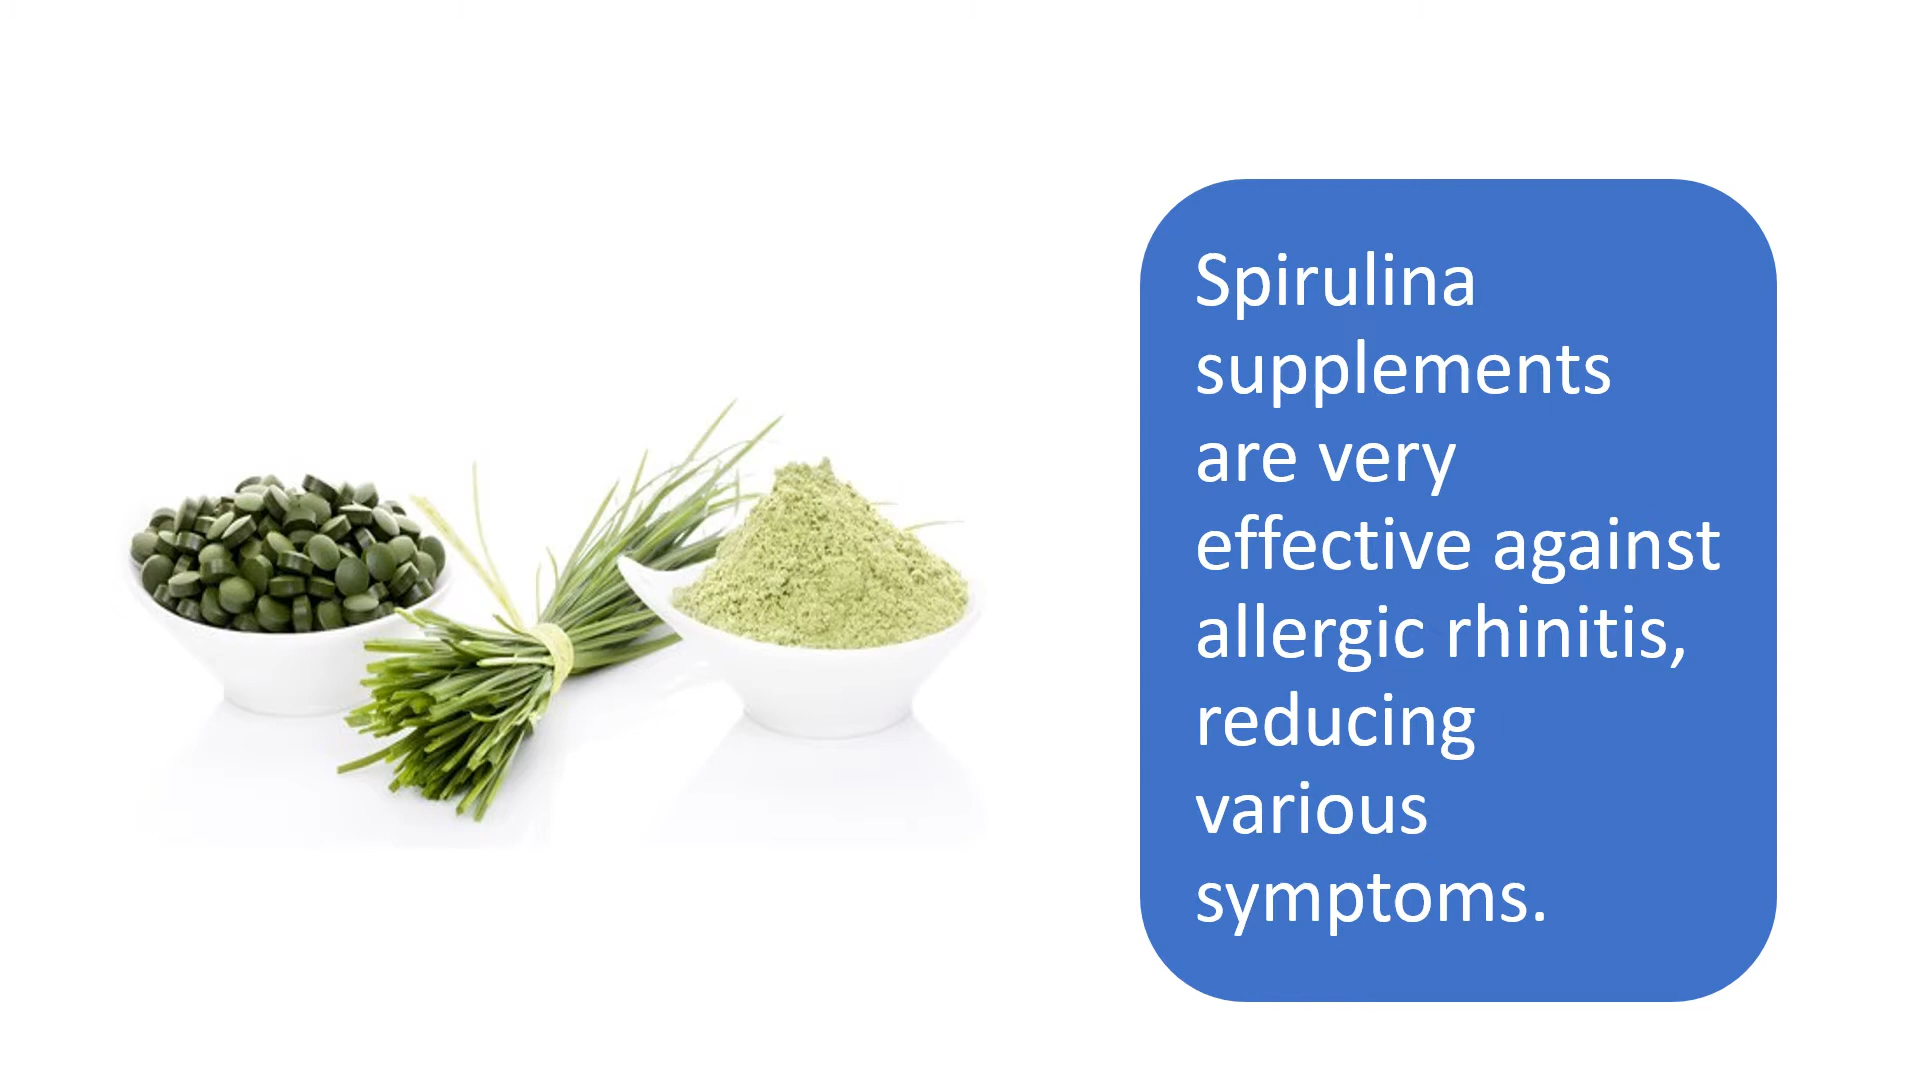 Spirulina
supplements
are very
effective against
allergic rhinitis,
reducing
various
symptoms.